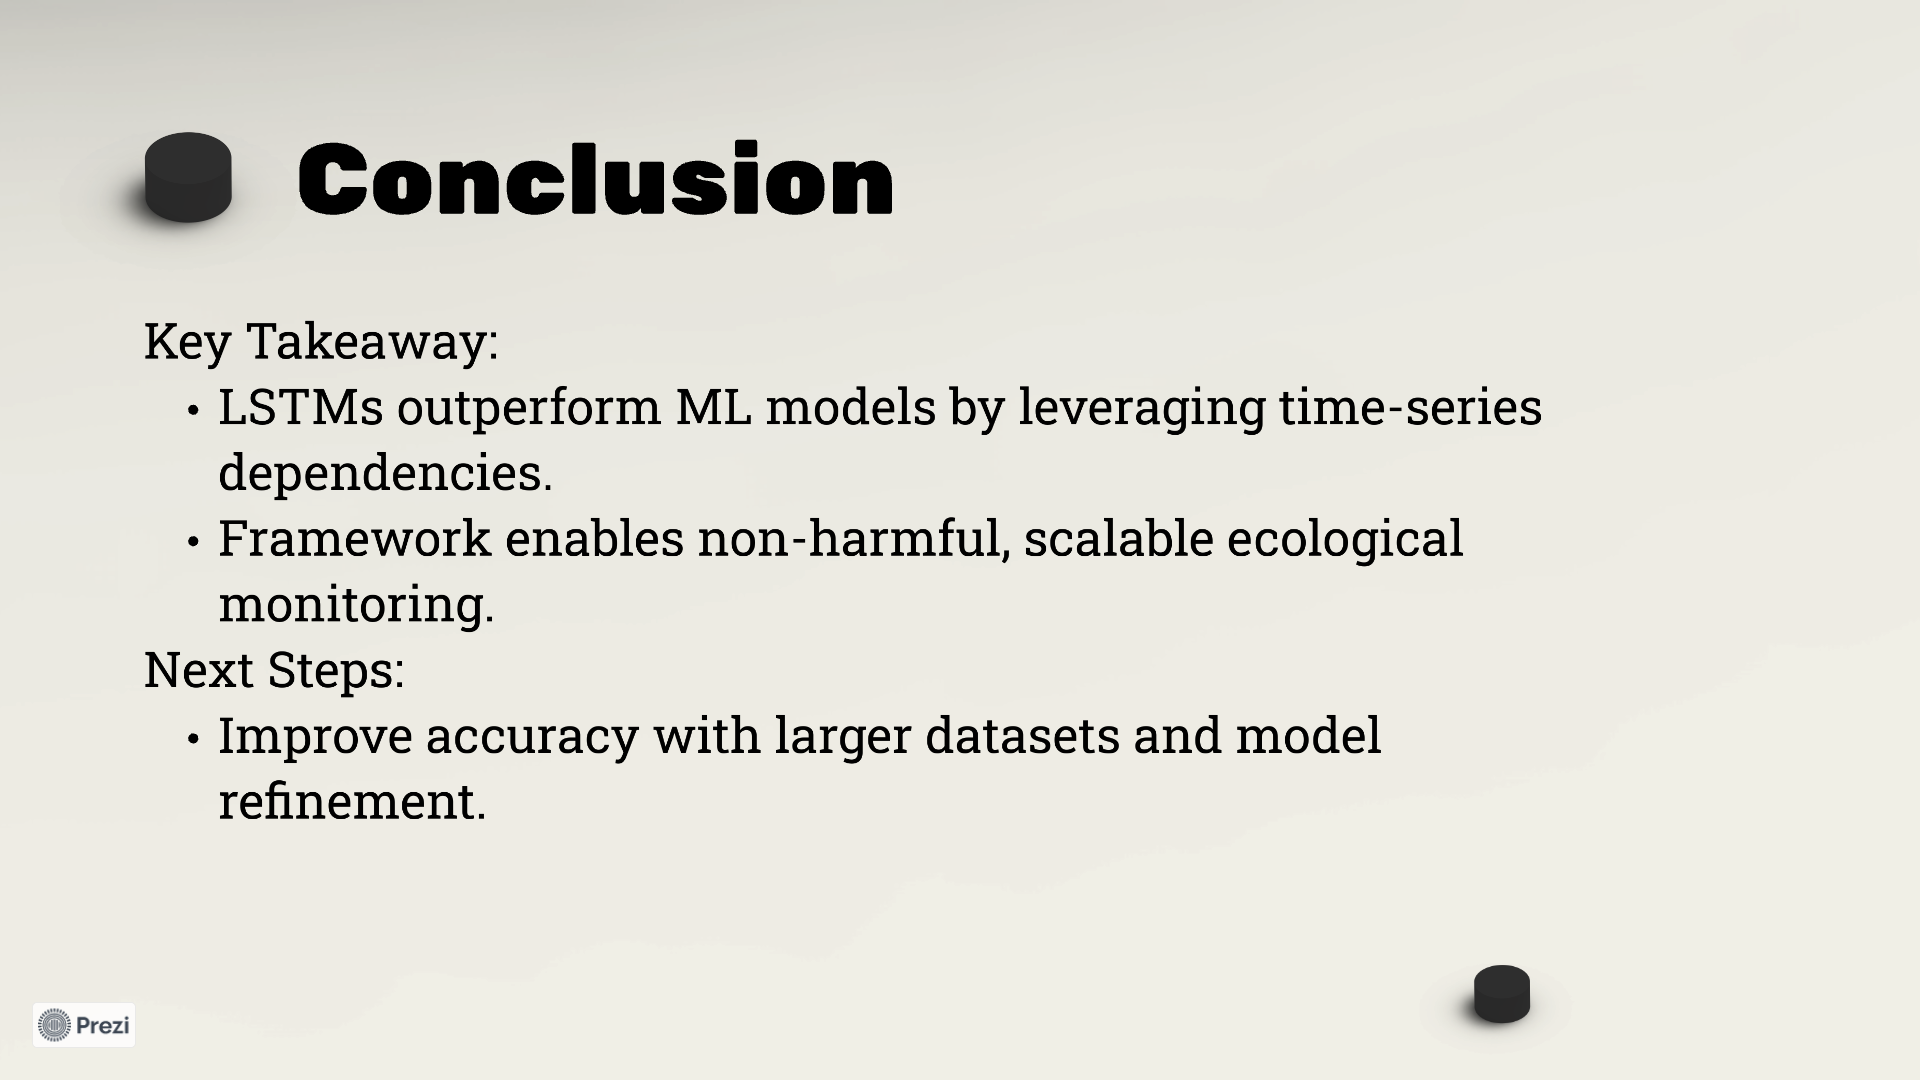 Conclusion
Key Takeaway:
• LSTMs outperform ML models by leveraging time-series
dependencies.
• Framework enables non-harmful, scalable ecological
monitoring.
Next Steps:
• Improve accuracy with larger datasets and model
refinement.
Prezi